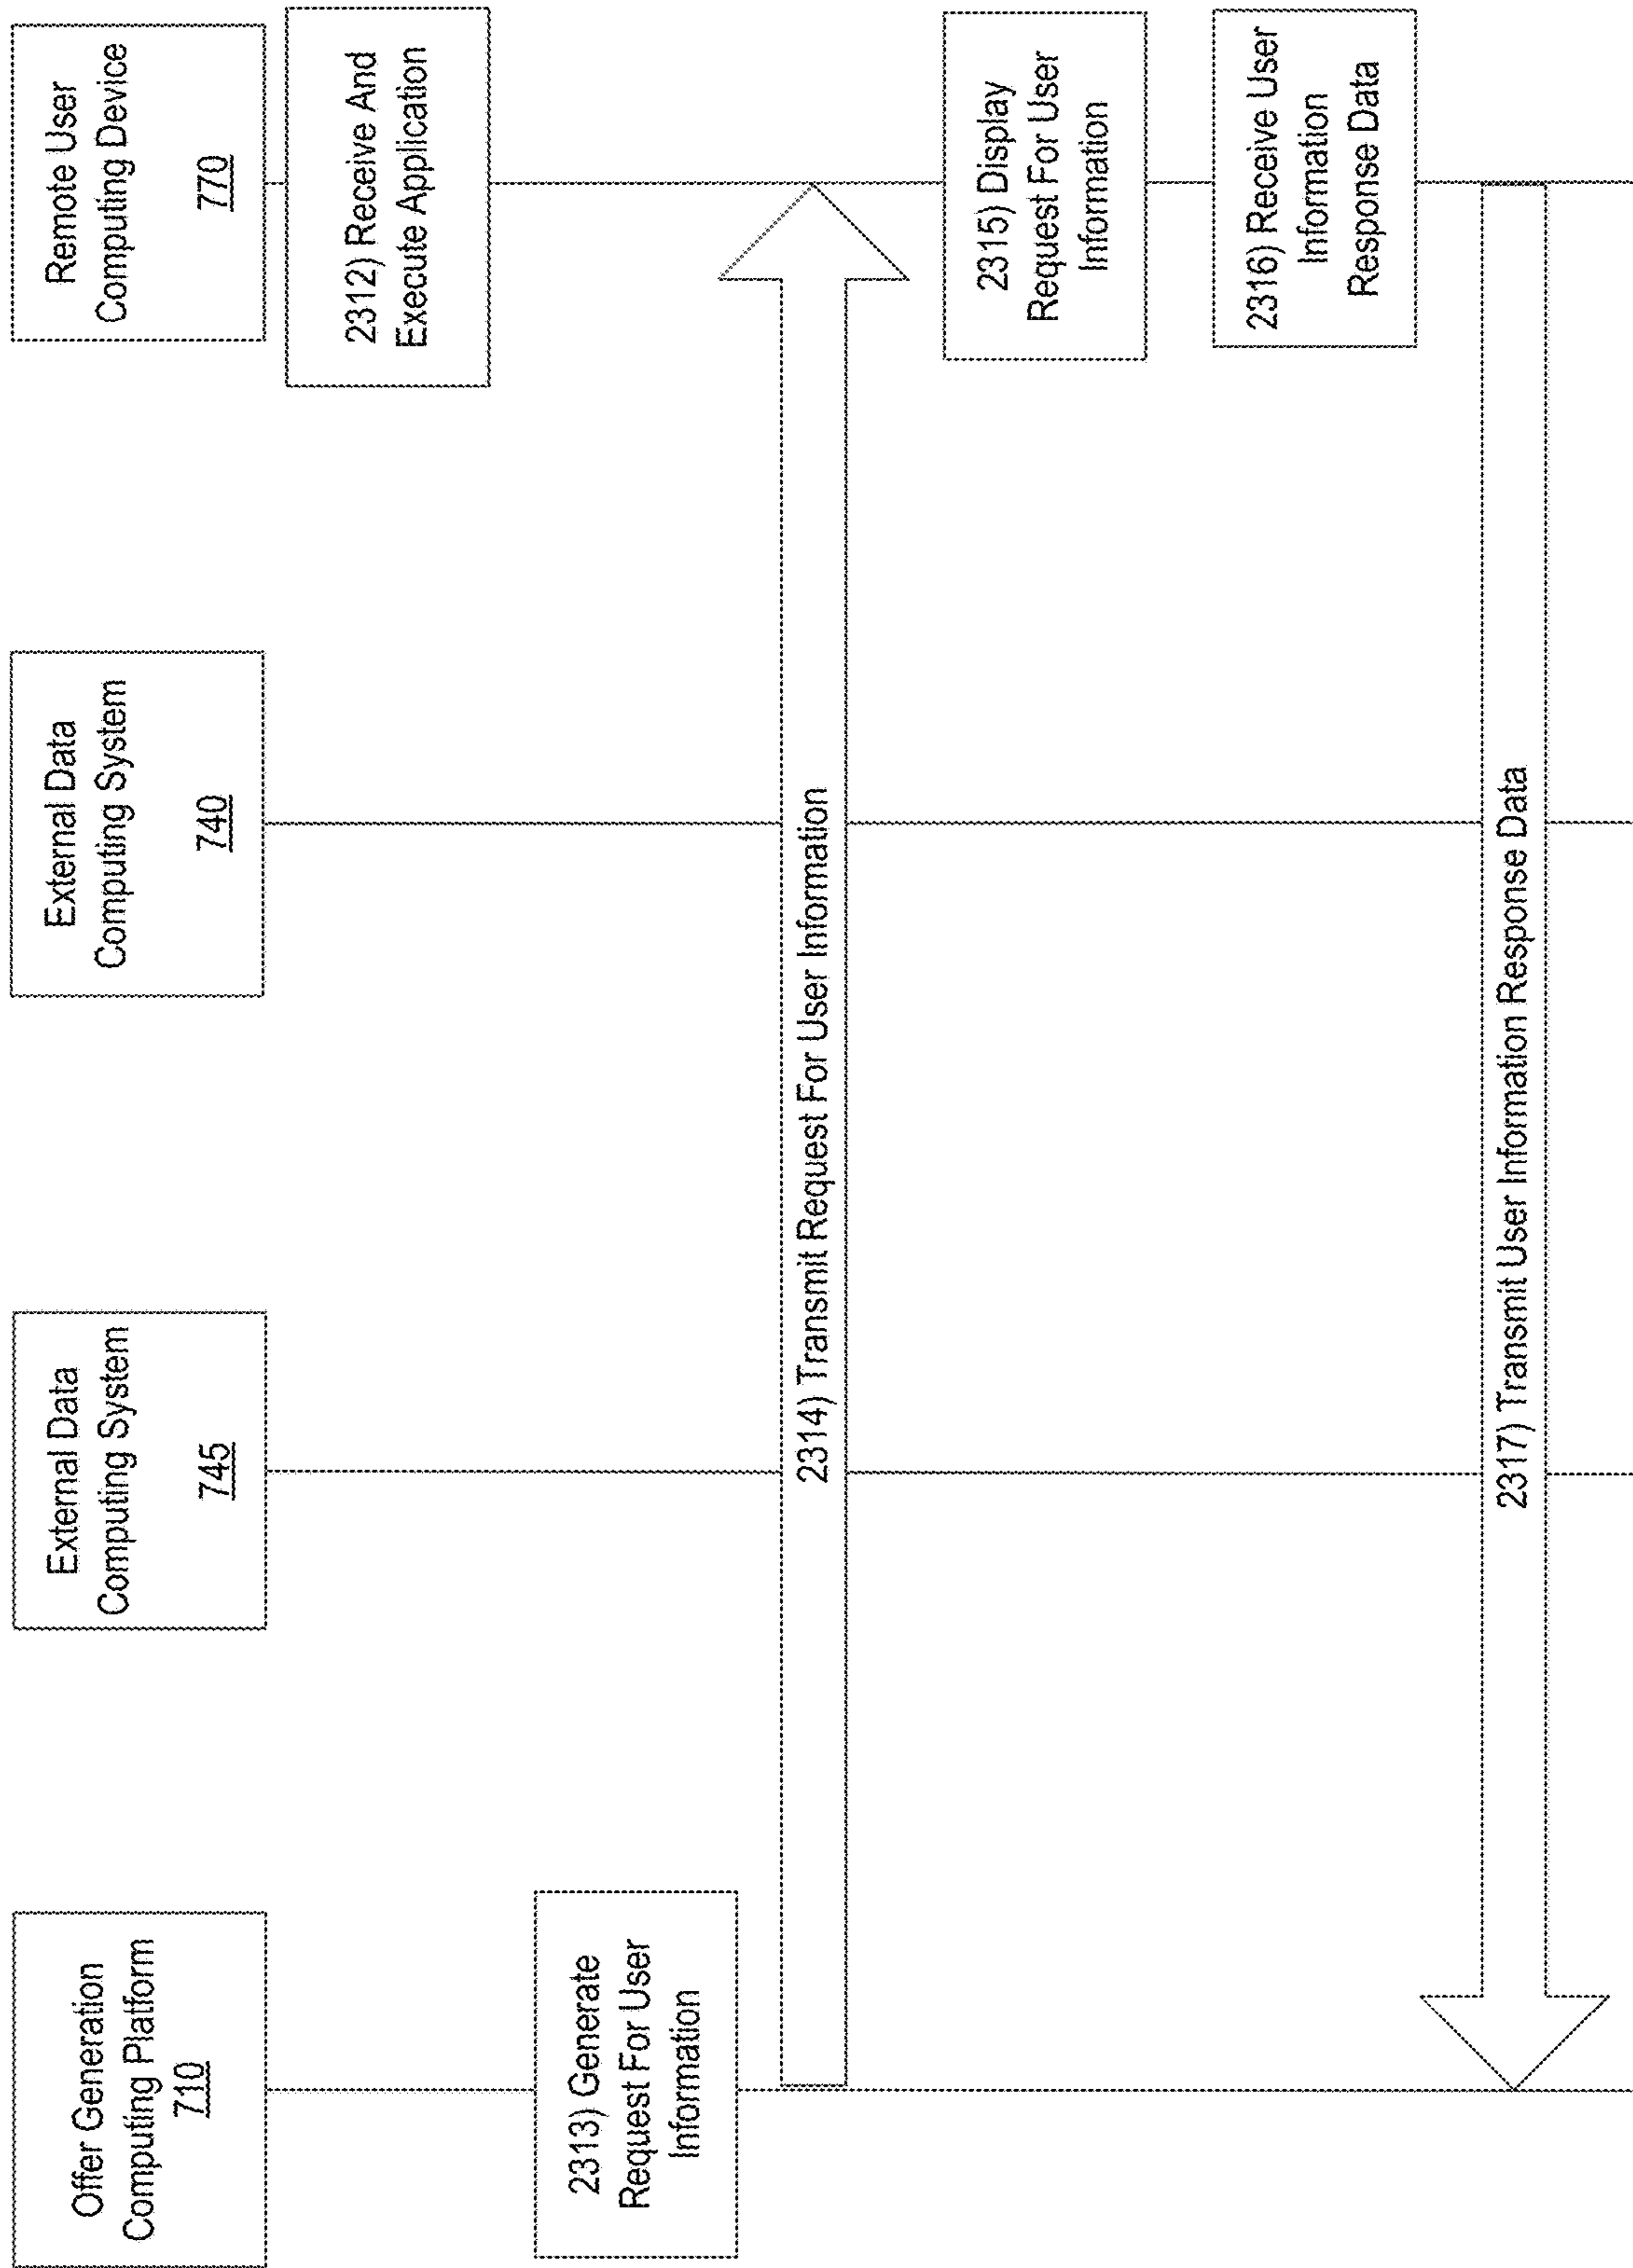 Offer Generation
Computing Platform
710
External Data
Computing System
745
External Data
Computing System
740
Remote User
Computing Device
770
2312) Receive And
Execute Application
2313) Generate
Request For User
Information
2314) Transmit Request For User Information
2315) Display
Request For User
Information
2316) Receive User
Information
Response Data
2317) Transmit User Information Response Data